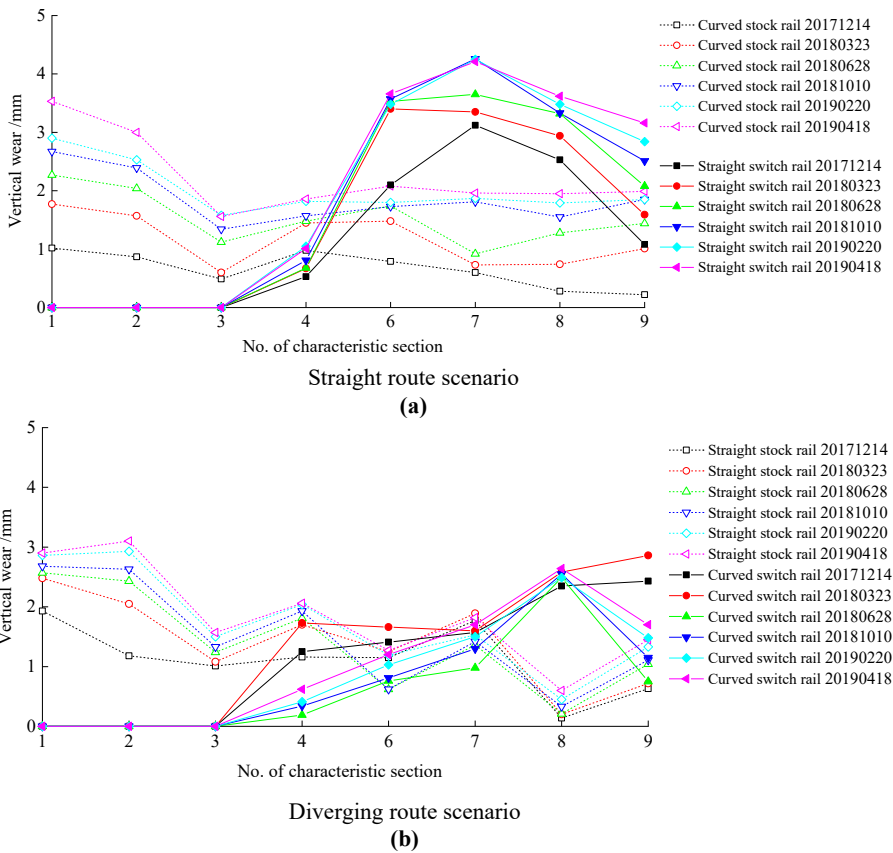 5
4
3
2
1
0
Vertical wear /mm
1 2 3 4 6 7 8 9
No. of characteristic section
Curved stock rail 20171214
Curved stock rail 20180323
Curved stock rail 20180628
Curved stock rail 20181010
Curved stock rail 20190220
Curved stock rail 20190418
Straight switch rail 20171214
Straight switch rail 20180323
Straight switch rail 20180628
Straight switch rail 20181010
Straight switch rail 20190220
Straight switch rail 20190418
Straight route scenario
(a)
5
4
3
2
1
0
Vertical wear /mm
1 2 3 4 6 7 8 9
No. of characteristic section
Straight stock rail 20171214
Straight stock rail 20180323
Straight stock rail 20180628
Straight stock rail 20181010
Straight stock rail 20190220
Straight stock rail 20190418
Curved switch rail 20171214
Curved switch rail 20180323
Curved switch rail 20180628
Curved switch rail 20181010
Curved switch rail 20190220
Curved switch rail 20190418
Diverging route scenario
(b)